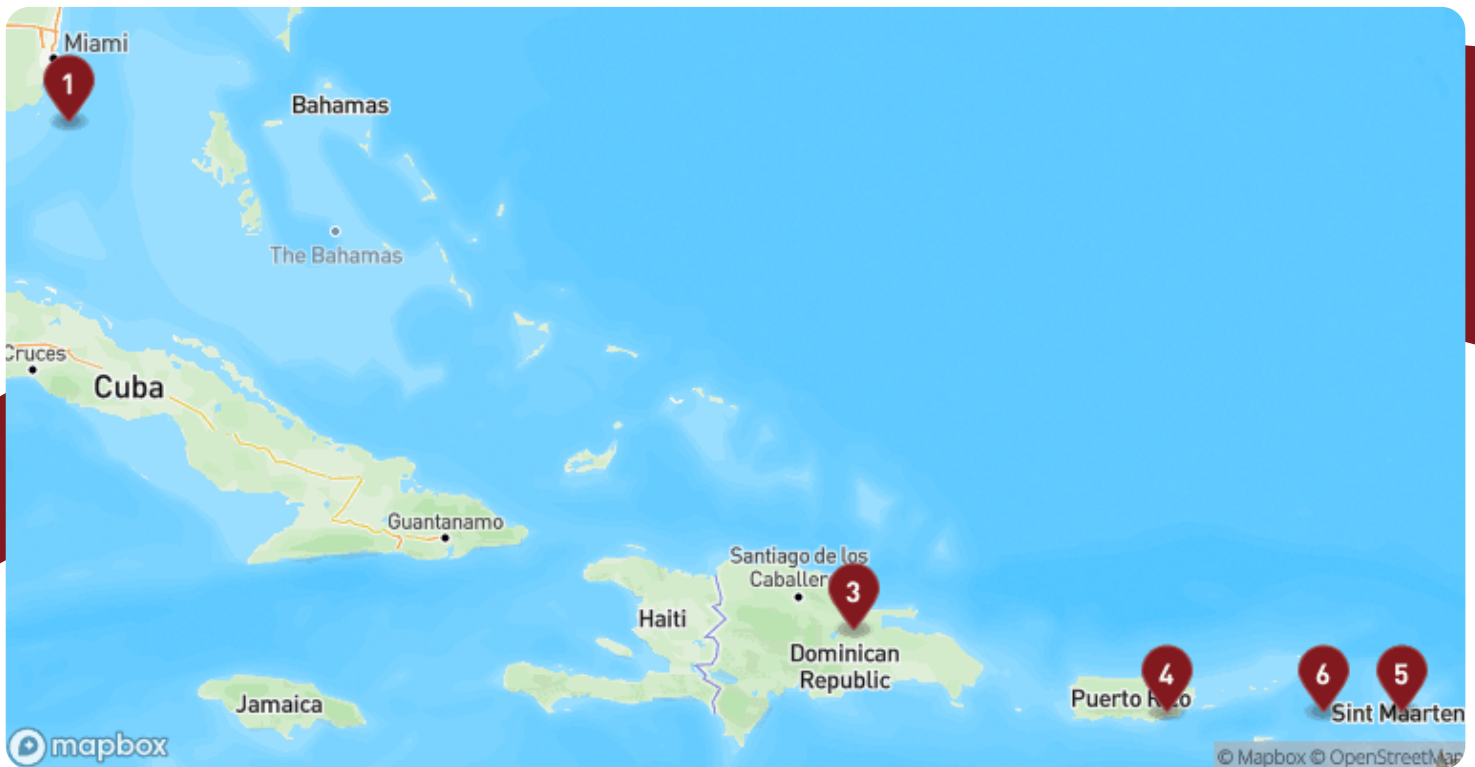 Miami
1
Bahamas
The Bahamas
Cruces
Cuba
Guantanamo
Santiago de los
Caballer
3
Haiti
Dominican
Republic
4
6
5
Puerto Rico
Jamaica
Sint Maarten
mapbox
© Mapbox © OpenStreetMap